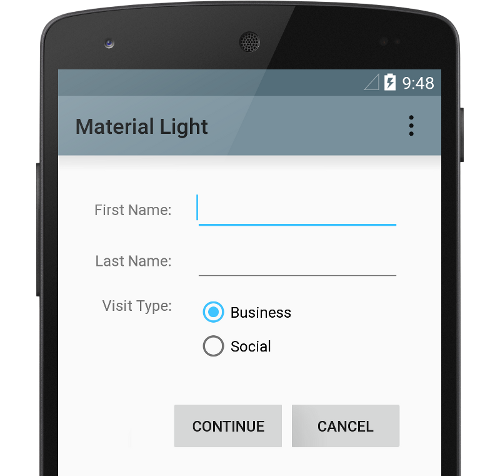 9:48
Material Light
First Name:
Last Name:
Visit Type:
Business
Social
CONTINUE
CANCEL